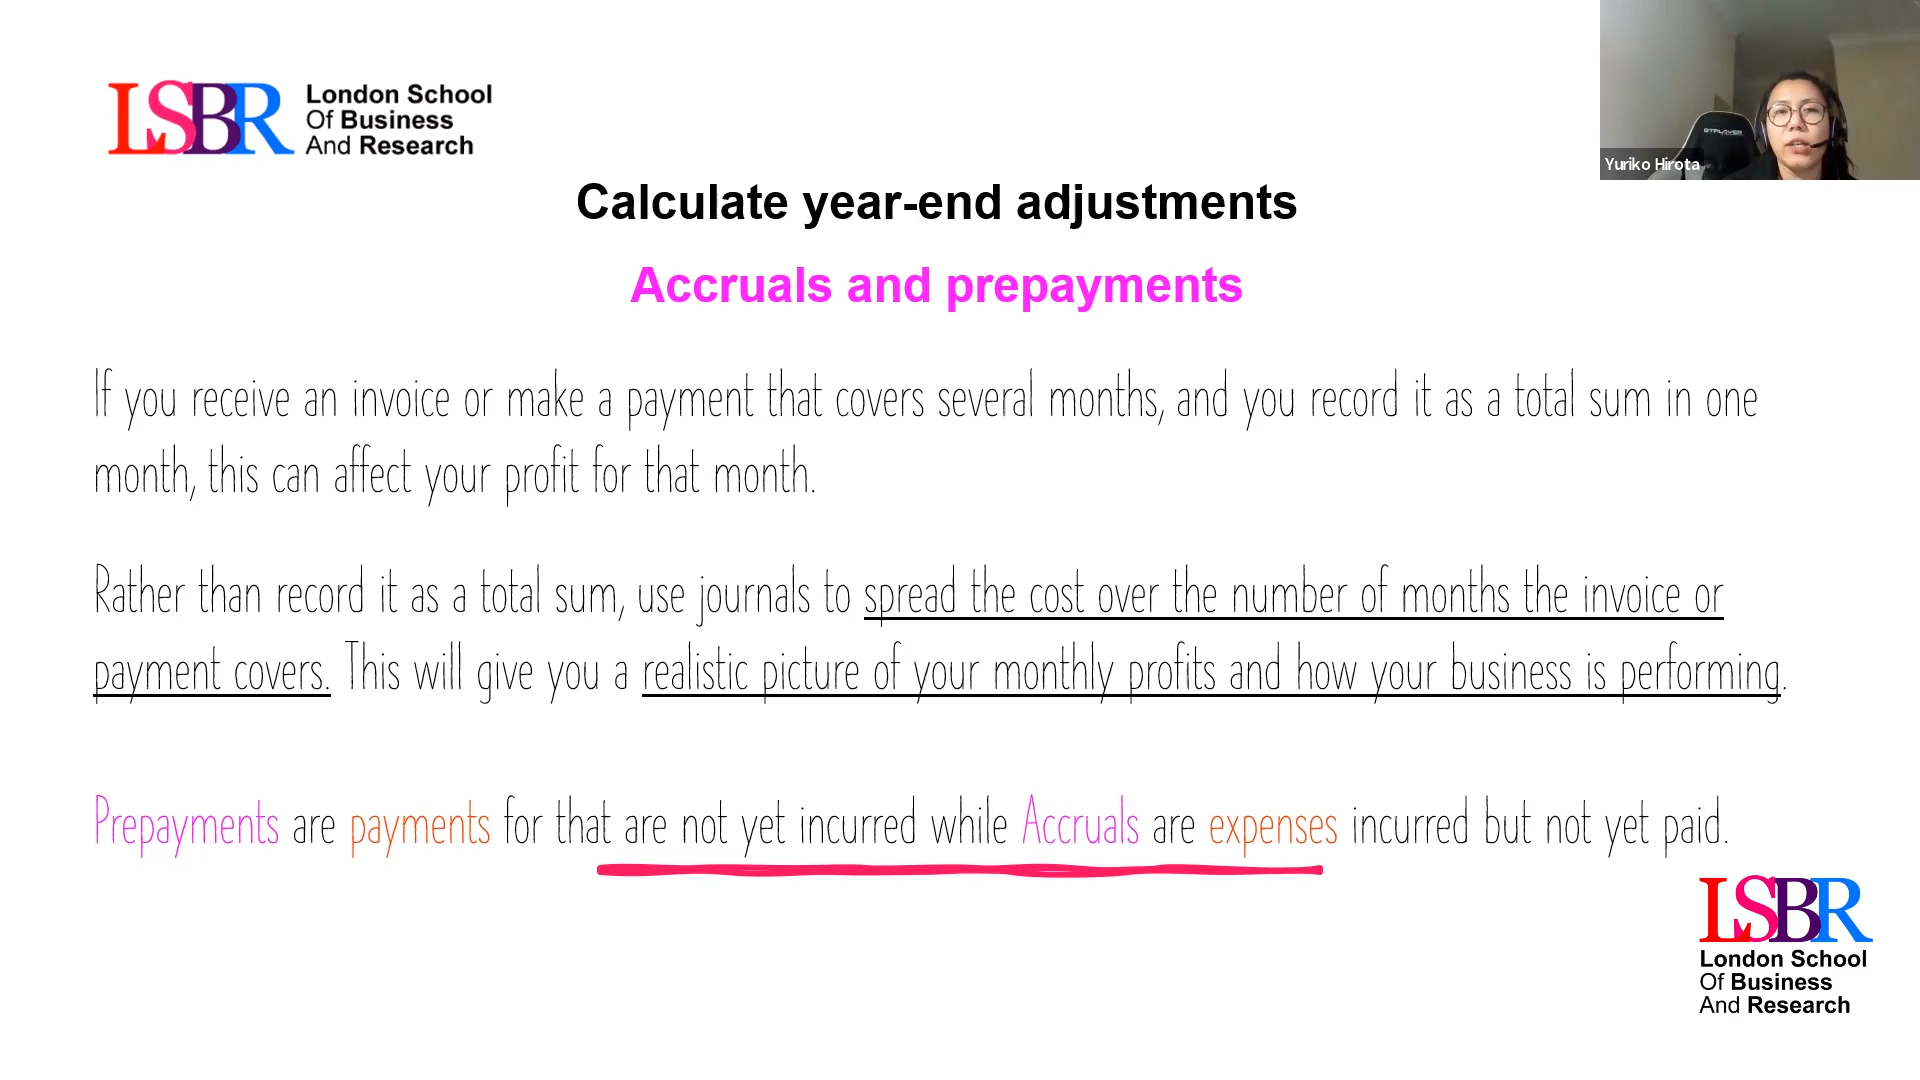 LSBR London School
Of Business
And Research
GTPLAYER
Yuriko Hirota
Calculate year-end adjustments
Accruals and prepayments
If you receive an invoice or make a payment that covers several months, and you record it as a total sum in one
month, this can affect your profit for that month.
Rather than record it as a total sum, use journals to spread the cost over the number of months the invoice or
payment covers. This will give you a realistic picture of your monthly profits and how your business is performing.
Prepayments are payments for that are not yet incurred while Accruals are expenses incurred but not yet paid.
LSBR
London School
Of Business
And Research